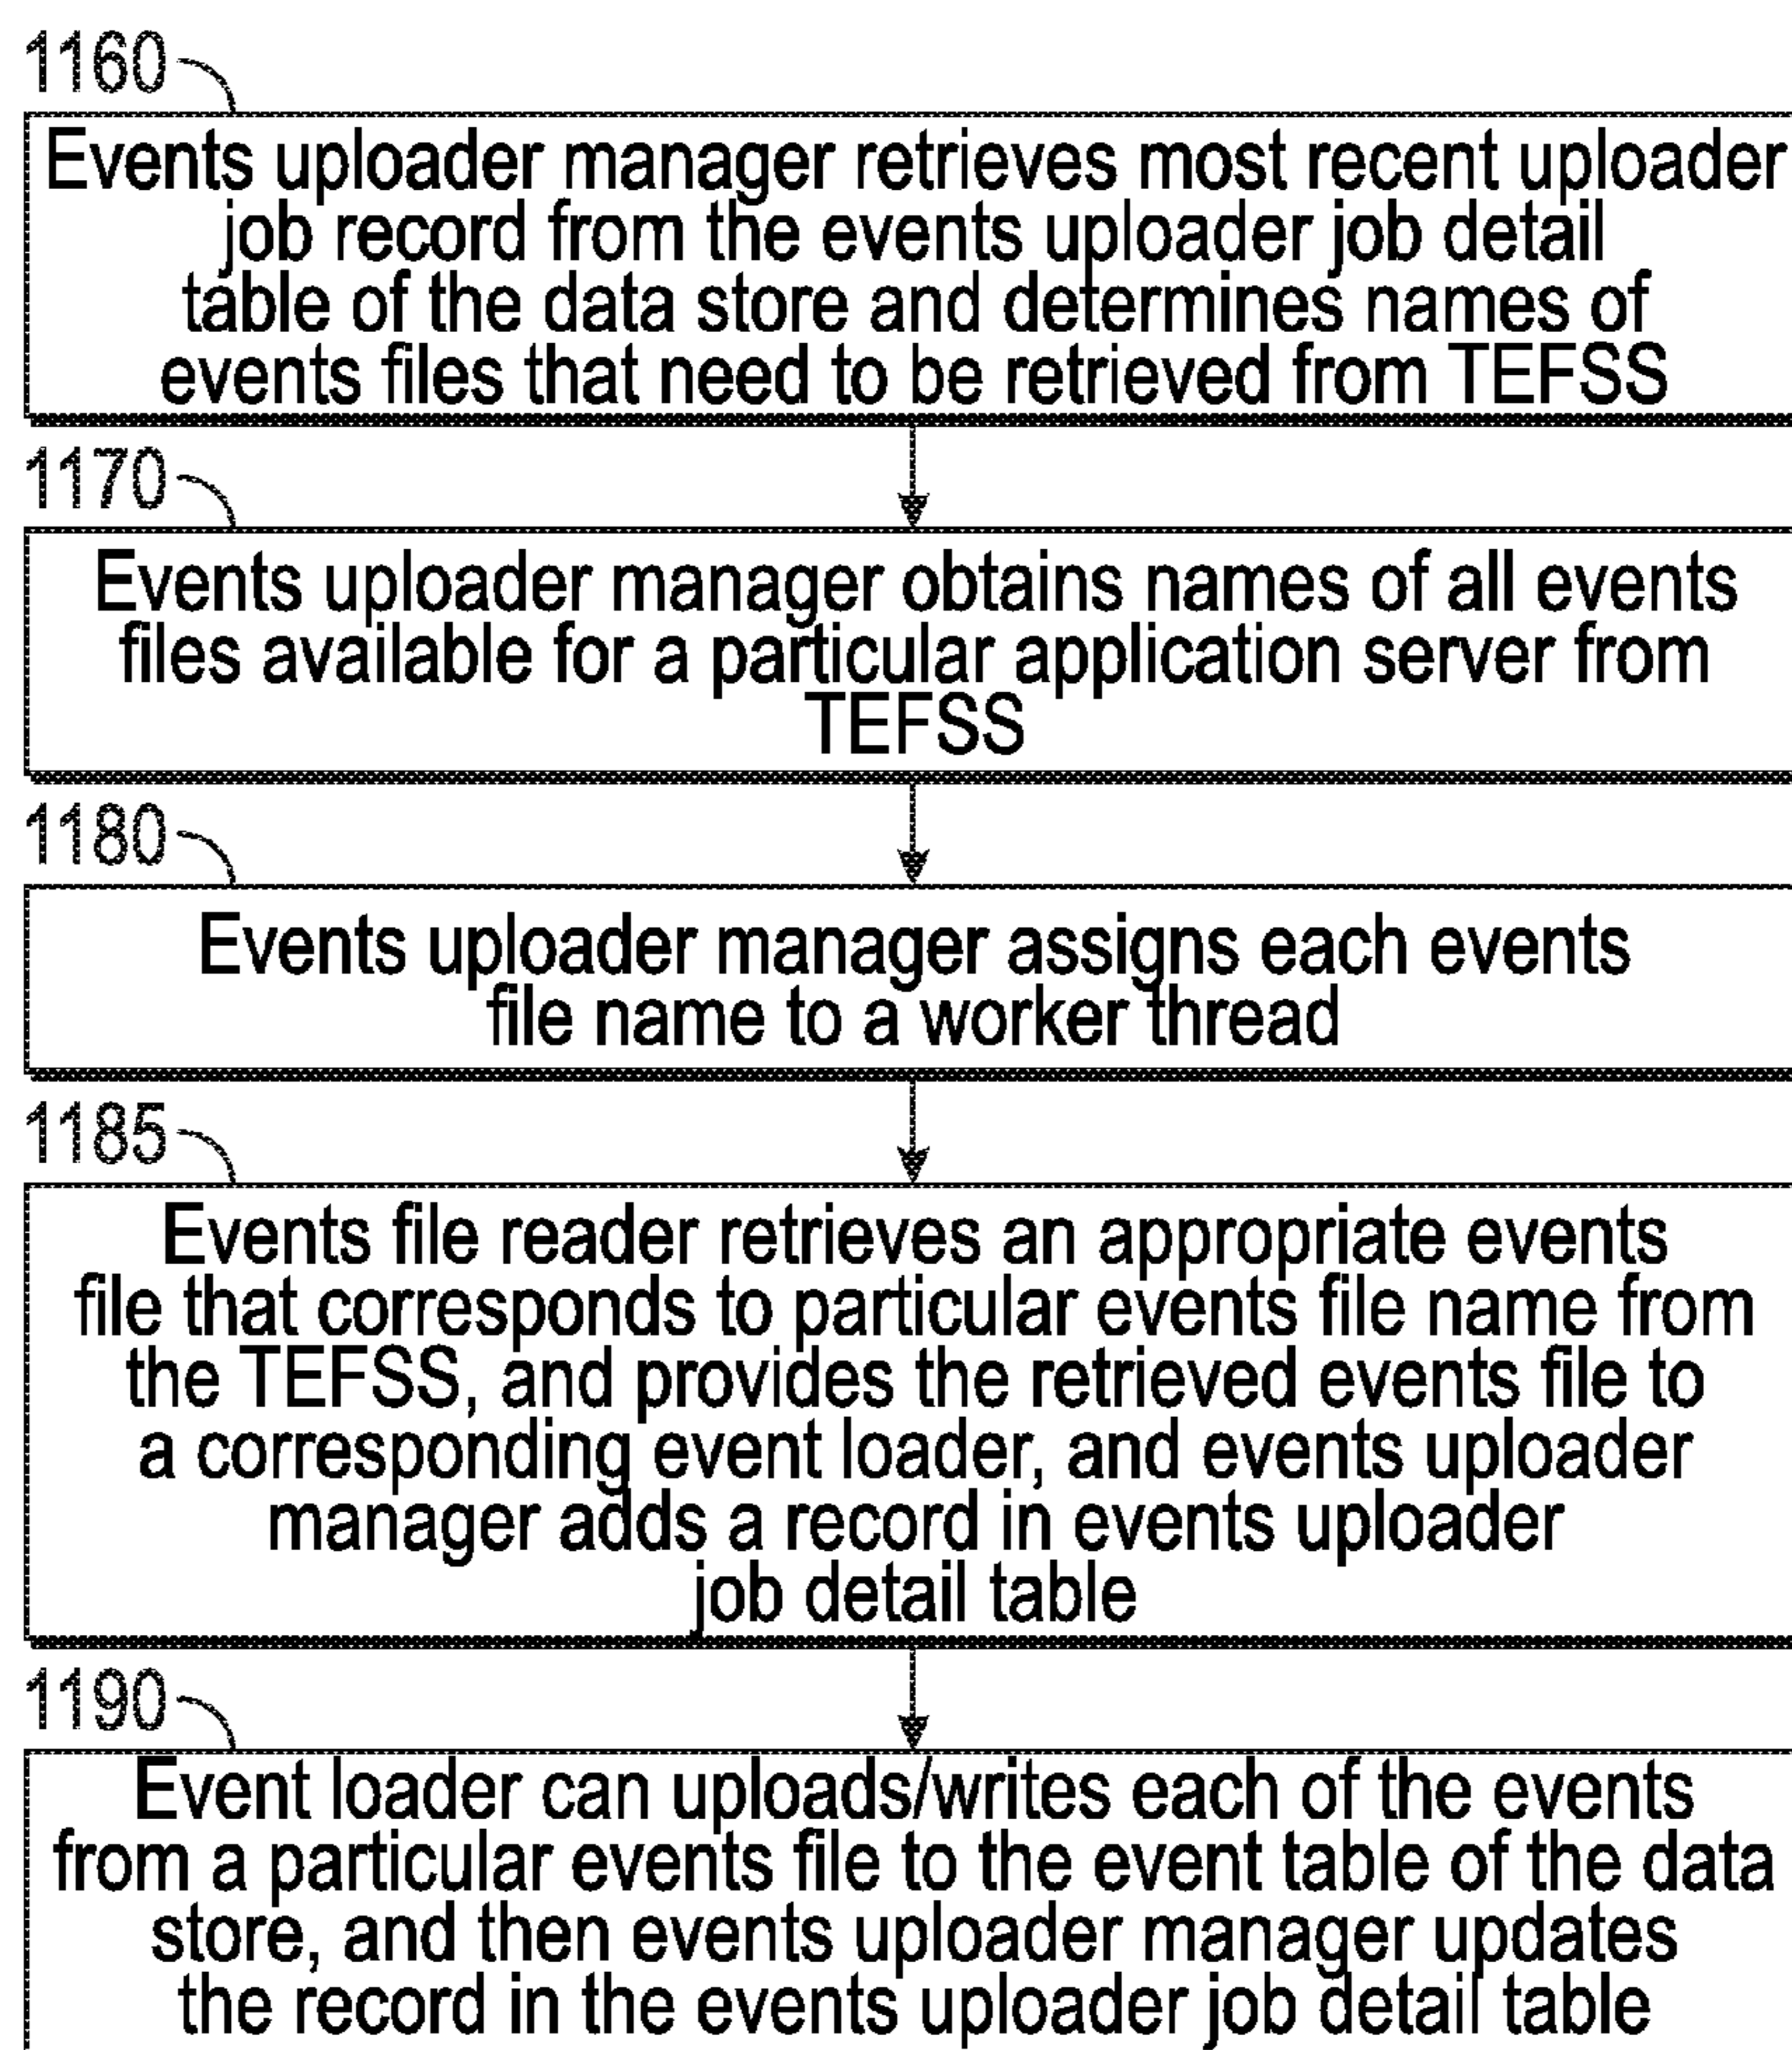 1160
Events uploader manager retrieves most recent uploader
job record from the events uploader job detail
table of the data store and determines names of
events files that need to be retrieved from TEFSS
1170
Events uploader manager obtains names of all events
files available for a particular application server from
TEFSS
1180
Events uploader manager assigns each events
file name to a worker thread
1185
Events file reader retrieves an appropriate events
file that corresponds to particular events file name from
the TEFSS, and provides the retrieved events file to
a corresponding event loader, and events uploader
manager adds a record in events uploader
job detail table
1190
Event loader can uploads/writes each of the events
from a particular events file to the event table of the data
store, and then events uploader manager updates
the record in the events uploader job detail table